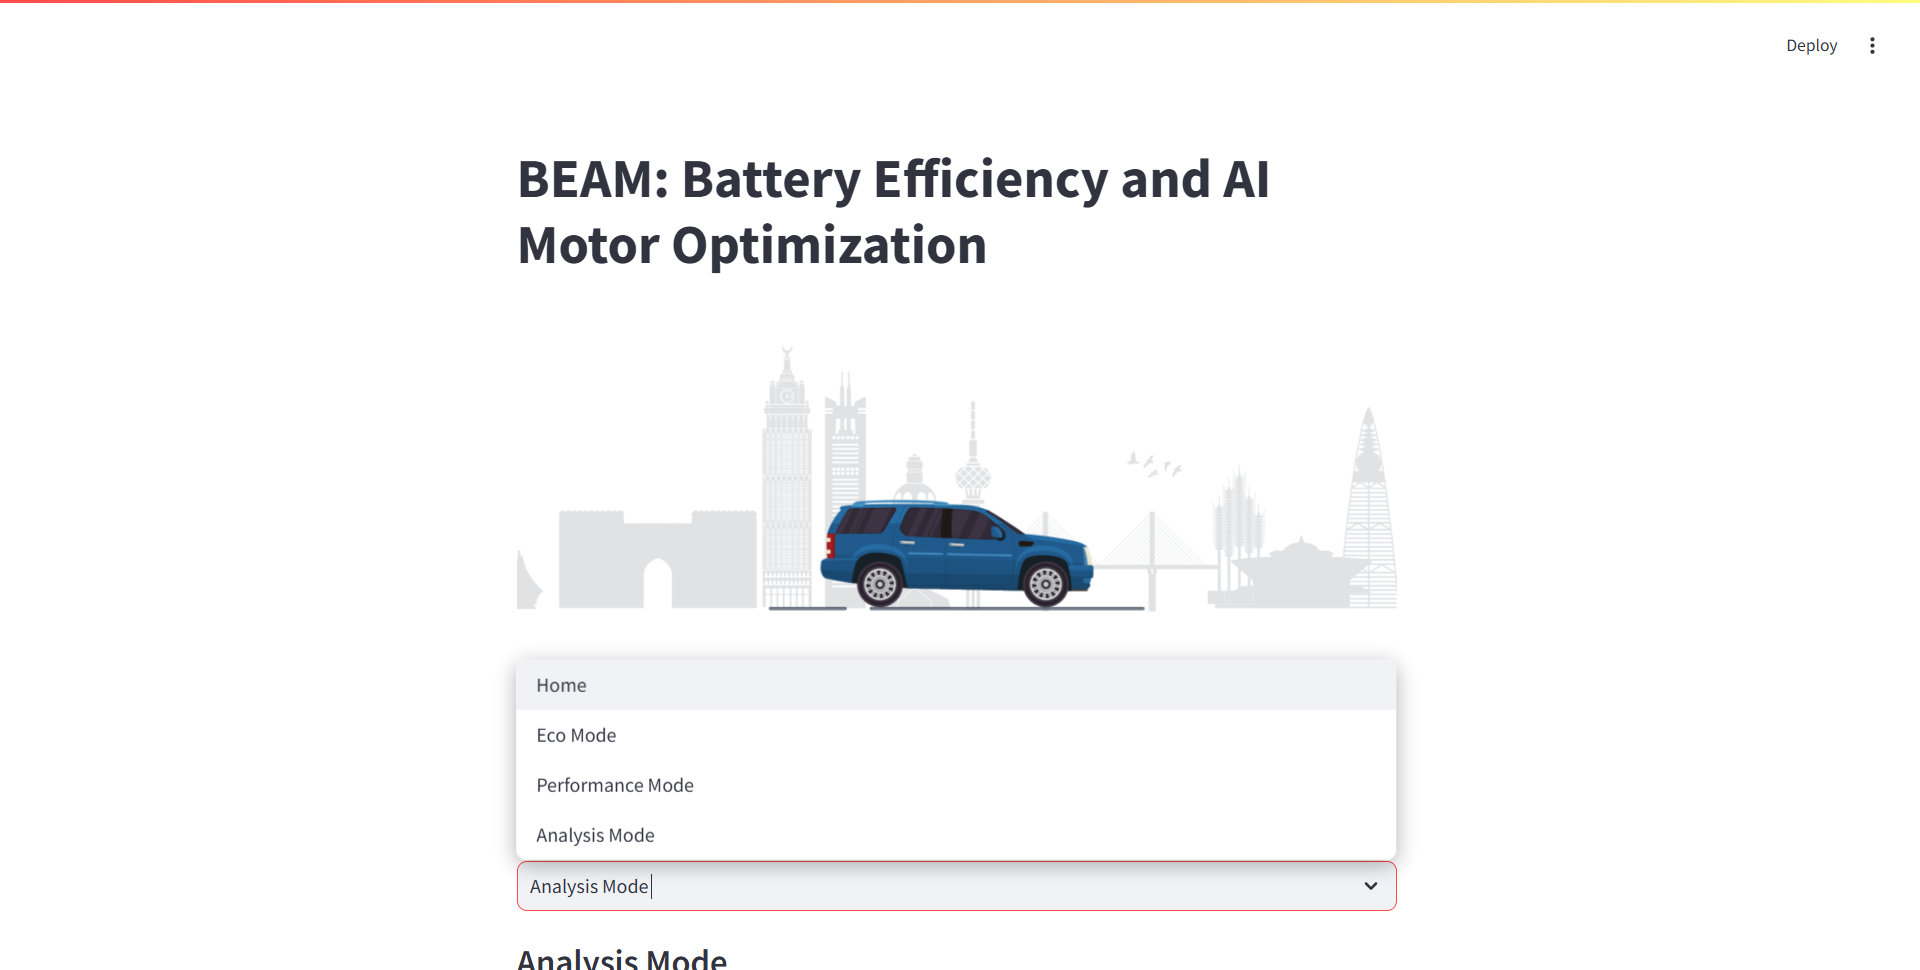 Deploy
BEAM: Battery Efficiency and AI
Motor Optimization
Home
Eco Mode
Performance Mode
Analysis Mode
Analysis Mode
Analysis Mode